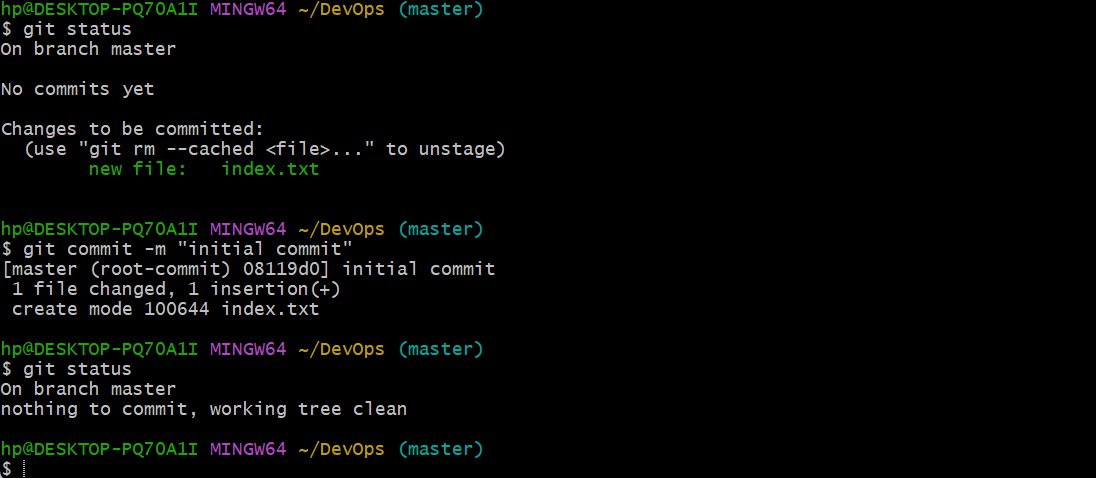 hp@DESKTOP-PQ70A1I MINGW64 ~/DevOps (master)
$ git status
On branch master
No commits yet
Changes to be committed:
  (use "git rm --cached <file>..." to unstage)
        new file:   index.txt
hp@DESKTOP-PQ70A1I MINGW64 ~/DevOps (master)
$ git commit -m "initial commit"
[master (root-commit) 08119d0] initial commit
 1 file changed, 1 insertion(+)
 create mode 100644 index.txt
hp@DESKTOP-PQ70A1I MINGW64 ~/DevOps (master)
$ git status
On branch master
nothing to commit, working tree clean
hp@DESKTOP-PQ70A1I MINGW64 ~/DevOps (master)
$